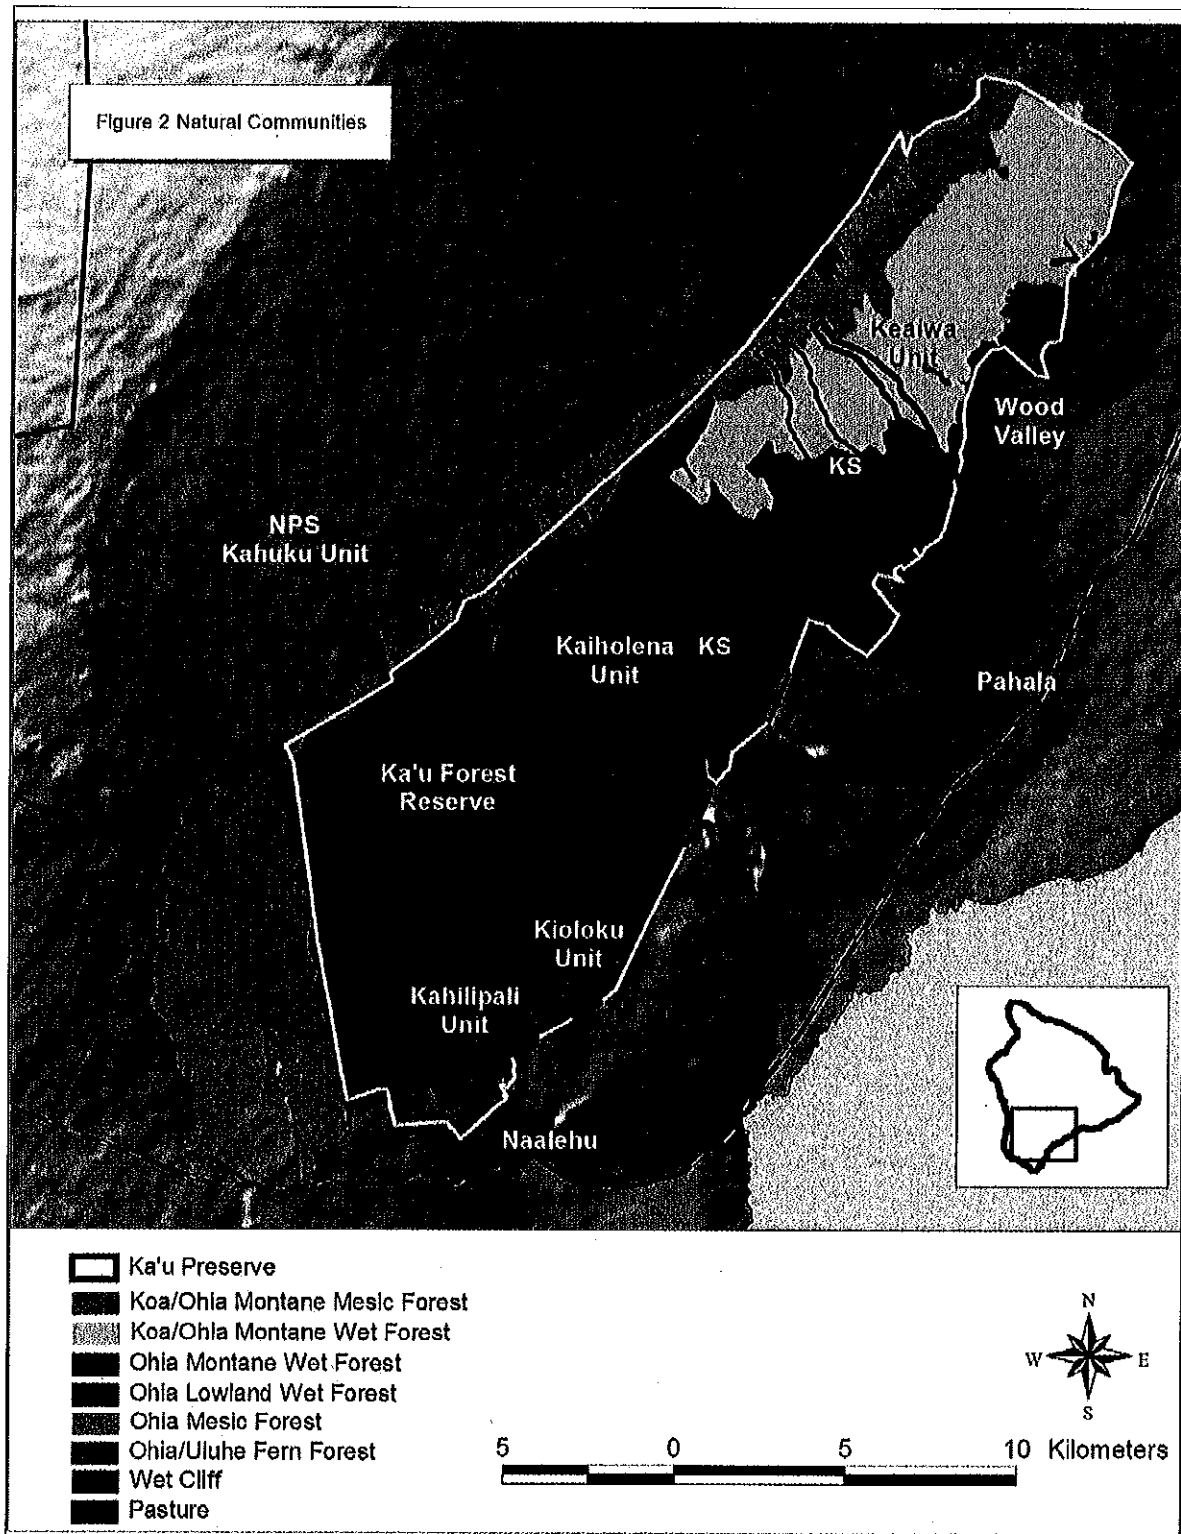 Figure 2 Natural Communities
Kealwa
Unit
Wood
Valley
KS
NPS
Kahuku Unit
Kaiholena KS
Unit
Pahala
Ka'u Forest
Reserve
Kioloku
Unit
Kahilipali
Unit
Naalehu
Ka'u Preserve
Koa/Ohia Montane Mesic Forest
Koa/Ohia Montane Wet Forest
Ohia Montane Wet Forest
Ohia Lowland Wet Forest
Ohia Mesic Forest
Ohia/Uluhe Fern Forest
Wet Cliff
Pasture
N
W E
S
5 0 5 10 Kilometers